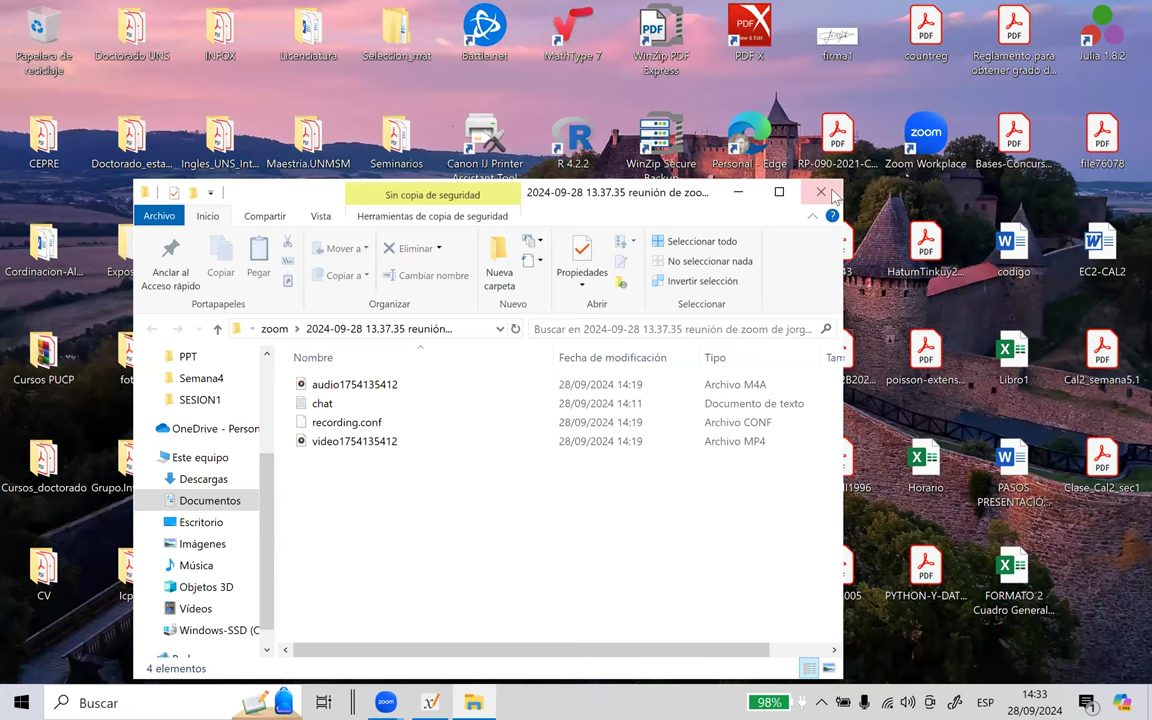 Papelera de
reciclaje
Doctorado UNS
INFOX
Licenciatura
Seleccion_mat
Battle.net
MathType 7
WinZip PDF
Express
PDF X
firma1
countreg
Reglamento para
obtener grado d...
Julia 1.8.2
CEPRE
Doctorado_esta...
Ingles_UNS_Int...
Maestria.UNMSM
Seminarios
Canon IJ Printer
Assistant Tool
R 4.2.2
WinZip Secure
Backup
Personal - Edge
RP-090-2021-C...
Zoom Workplace
Bases-Concurs...
file76078
Sin copia de seguridad
2024-09-28 13.37.35 reunión de zoo...
Archivo
Inicio
Compartir
Vista
Herramientas de copia de seguridad
Anclar al
Acceso rápido
Copiar
Pegar
Mover a
Copiar a
Eliminar
Cambiar nombre
Nueva
carpeta
Propiedades
Seleccionar todo
No seleccionar nada
Invertir selección
Portapapeles
Organizar
Nuevo
Abrir
Seleccionar
zoom
2024-09-28 13.37.35 reunión...
Buscar en 2024-09-28 13.37.35 reunión de zoom de jorg...
Nombre
Fecha de modificación
Tipo
audio1754135412
28/09/2024 14:19
Archivo M4A
chat
28/09/2024 14:11
Documento de texto
recording.conf
28/09/2024 14:19
Archivo CONF
video1754135412
28/09/2024 14:19
Archivo MP4
PPT
Semana4
SESION1
OneDrive - Person
Este equipo
Descargas
Documentos
Escritorio
Imágenes
Música
Objetos 3D
Vídeos
Windows-SSD (C
4 elementos
Cordinacion-Al...
Expos
HatumTinkuy2...
codigo
EC2-CAL2
Cursos PUCP
fot
poisson-extens...
Libro1
Cal2_semana5.1
Cursos_doctorado
Grupo.In
Horario
PASOS
PRESENTACIÓ...
Clase_Cal2_sec1
CV
Icp
PYTHON-Y-DAT...
FORMATO 2
Cuadro General...
Buscar
98%
ESP
14:33
28/09/2024